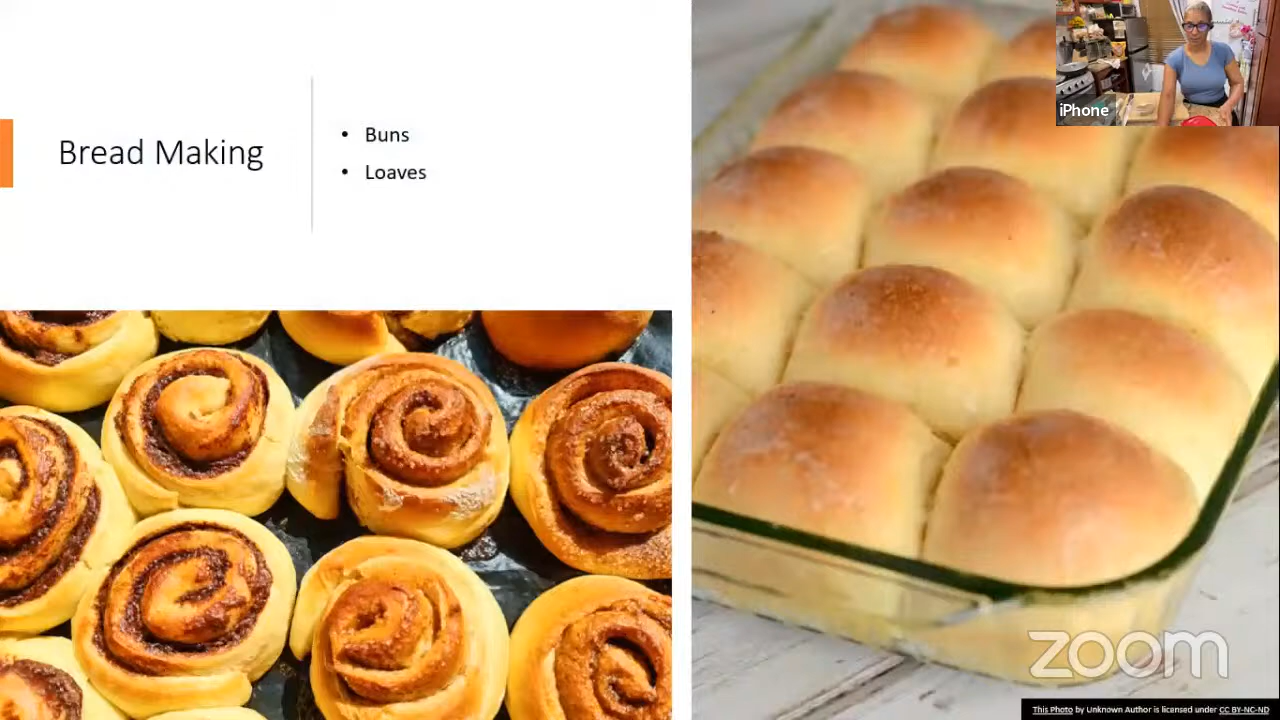 Bread Making
• Buns
• Loaves
iPhone
zoom
This Photo by Unknown Author is licensed under CC BY-NC-ND